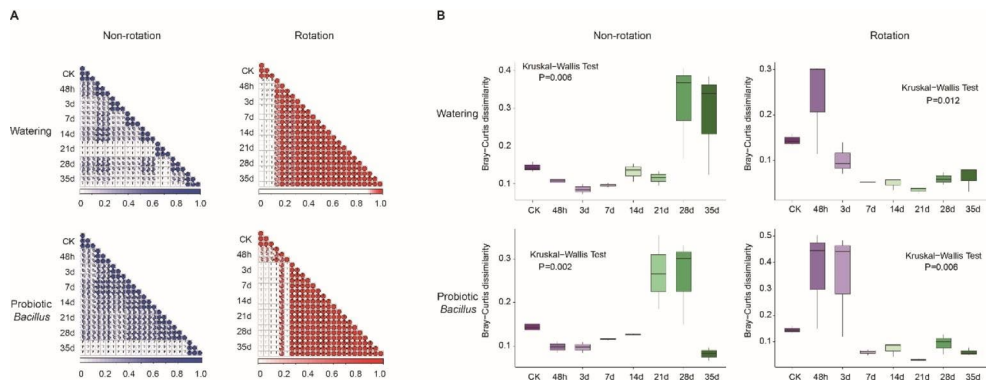 A
B
Non-rotation
Rotation
Non-rotation
Rotation
Watering
CK
48h
3d
7d
14d
21d
28d
35d
0 0.2 0.4 0.6 0.8 1.0
CK
48h
3d
7d
14d
21d
28d
35d
0 0.2 0.4 0.6 0.8 1.0
Watering
Bray-Curtis dissimilarity
Kruskal-Wallis Test
P=0.006
0.4
0.3
0.2
0.1
CK 48h 3d 7d 14d 21d 28d 35d
Bray-Curtis dissimilarity
Kruskal-Wallis Test
P=0.012
0.3
0.2
0.1
CK 48h 3d 7d 14d 21d 28d 35d
Probiotic
Bacillus
CK
48h
3d
7d
14d
21d
28d
35d
0 0.2 0.4 0.6 0.8 1.0
CK
48h
3d
7d
14d
21d
28d
35d
0 0.2 0.4 0.6 0.8 1.0
Probiotic
Bacillus
Bray-Curtis dissimilarity
Kruskal-Wallis Test
P=0.002
0.3
0.2
0.1
CK 48h 3d 7d 14d 21d 28d 35d
Bray-Curtis dissimilarity
Kruskal-Wallis Test
P=0.006
0.5
0.4
0.3
0.2
0.1
CK 48h 3d 7d 14d 21d 28d 35d